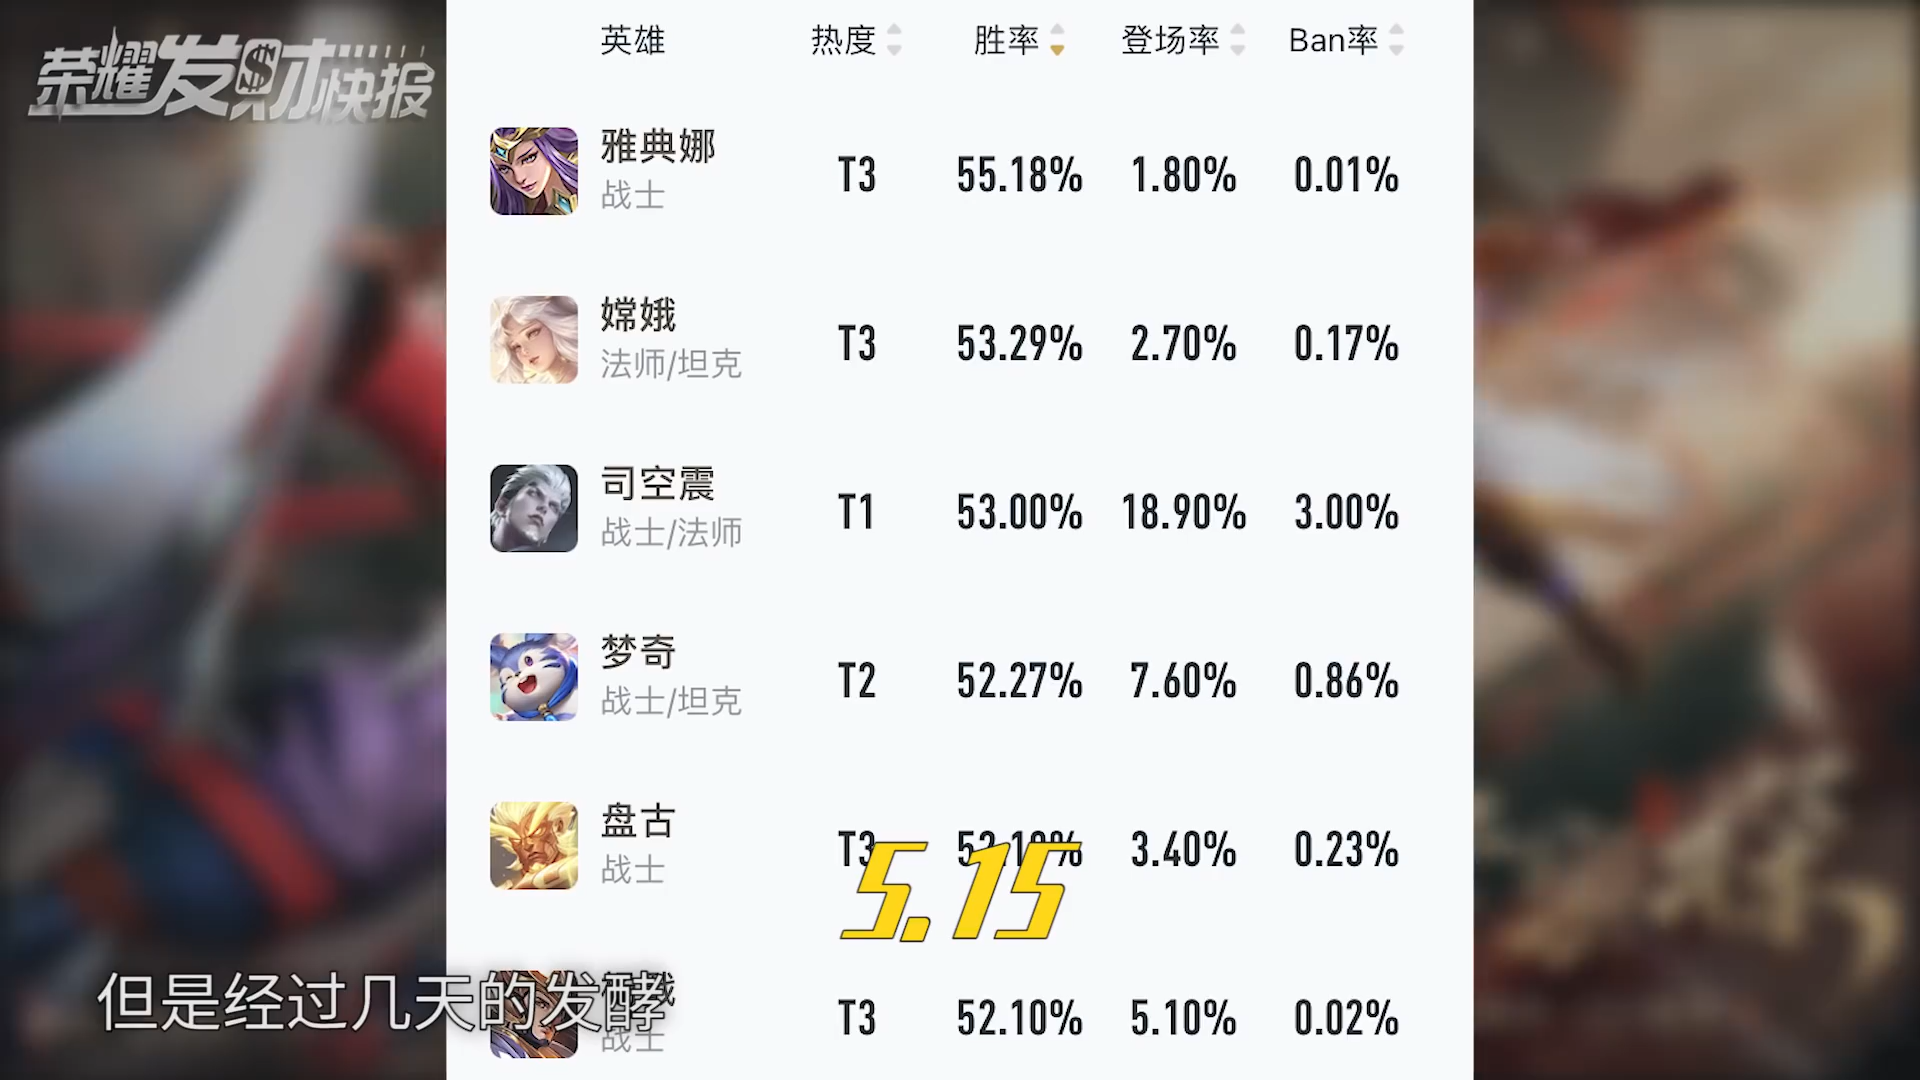 荣耀发财快报
英雄 热度 胜率 登场率 Ban率
雅典娜
战士
T3 55.18% 1.80% 0.01%
嫦娥
法师/坦克
T3 53.29% 2.70% 0.17%
司空震
战士/法师
T1 53.00% 18.90% 3.00%
梦奇
战士/坦克
T2 52.27% 7.60% 0.86%
盘古
战士
T3 3.40% 0.23%
5.15
战士
T3 52.10% 5.10% 0.02%
但是经过几天的发酵